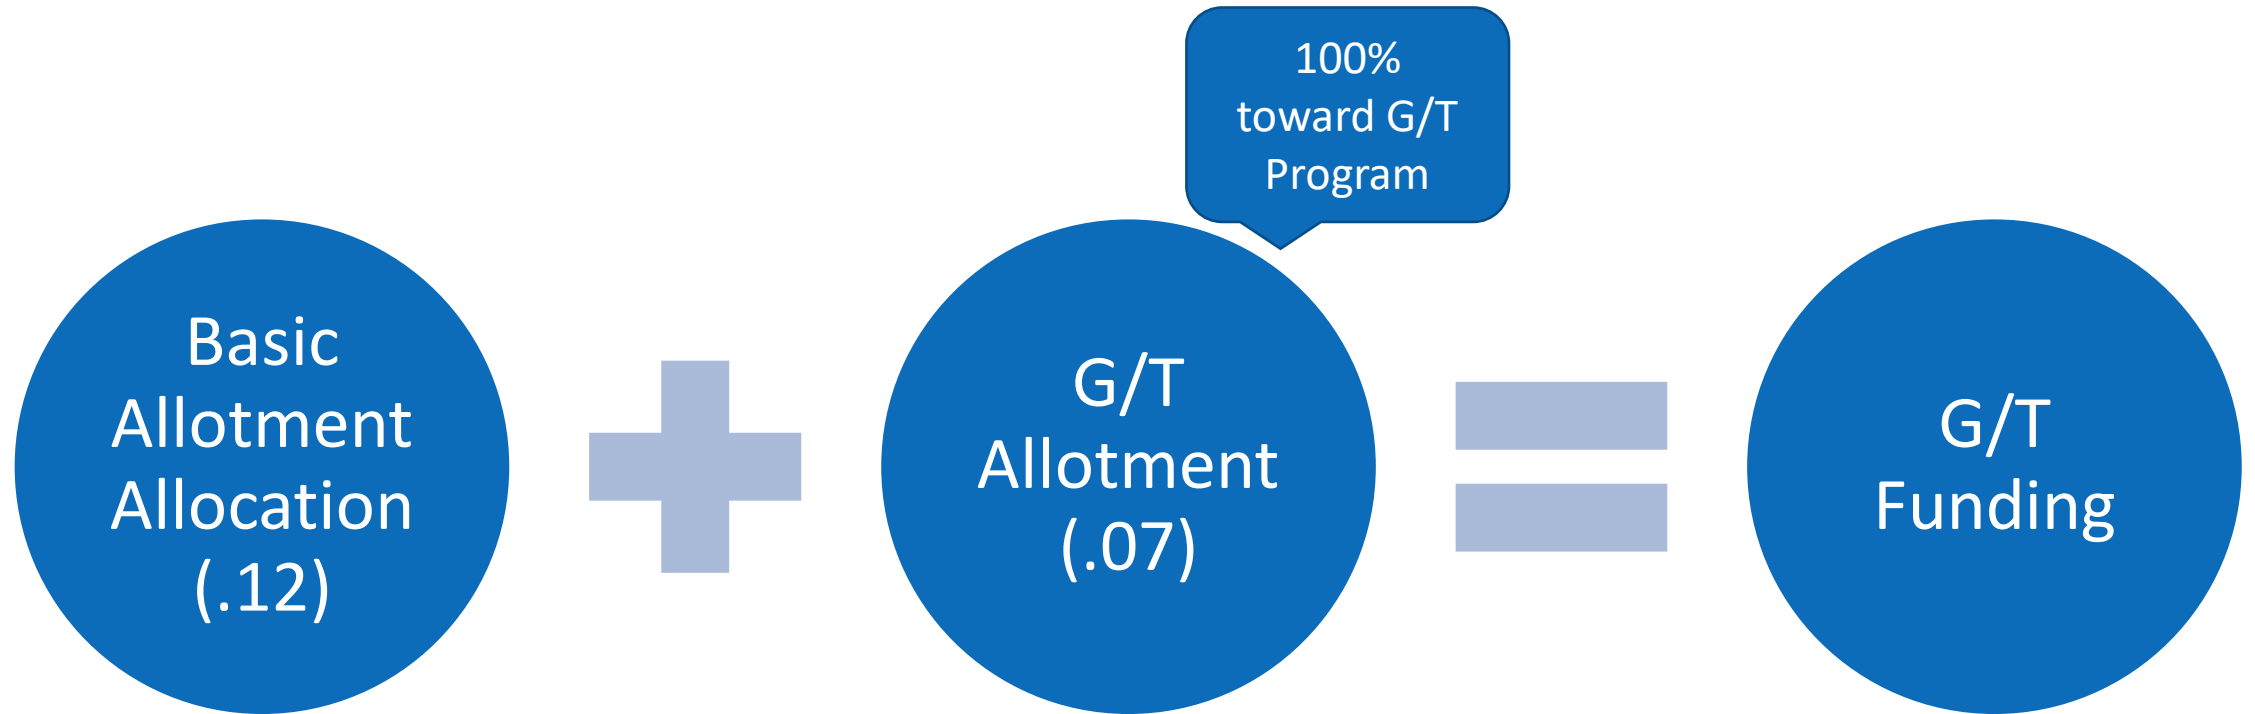 100%
toward G/T
Program
Basic
Allotment
Allocation
(.12)
G/T
Allotment
(.07)
G/T
Funding